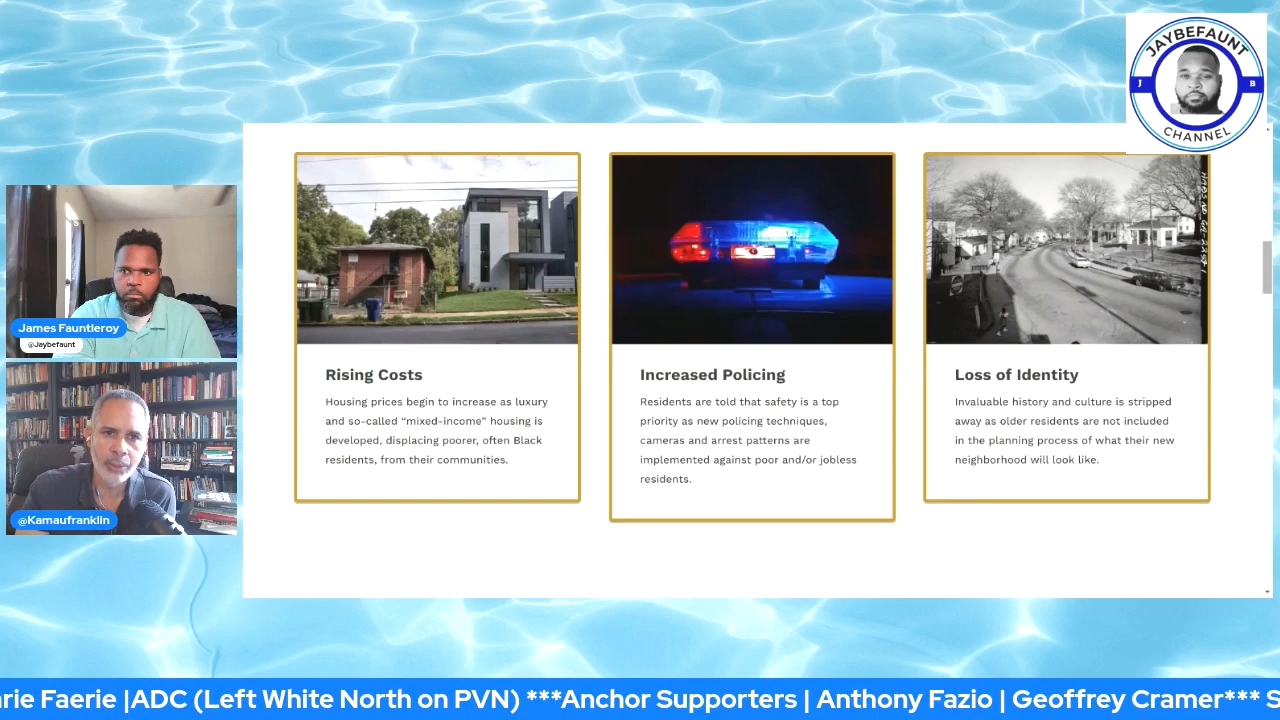 JAYBEFAUNT
J B
CHANNEL
James Fauntleroy
@Jaybefaunt
@Kamaufranklin
Rising Costs
Housing prices begin to increase as luxury
and so-called “mixed-income” housing is
developed, displacing poorer, often Black
residents, from their communities.
Increased Policing
Residents are told that safety is a top
priority as new policing techniques,
cameras and arrest patterns are
implemented against poor and/or jobless
residents.
Loss of Identity
Invaluable history and culture is stripped
away as older residents are not included
in the planning process of what their new
neighborhood will look like.
rie Faerie |ADC (Left White North on PVN) ***Anchor Supporters | Anthony Fazio | Geoffrey Cramer*** S